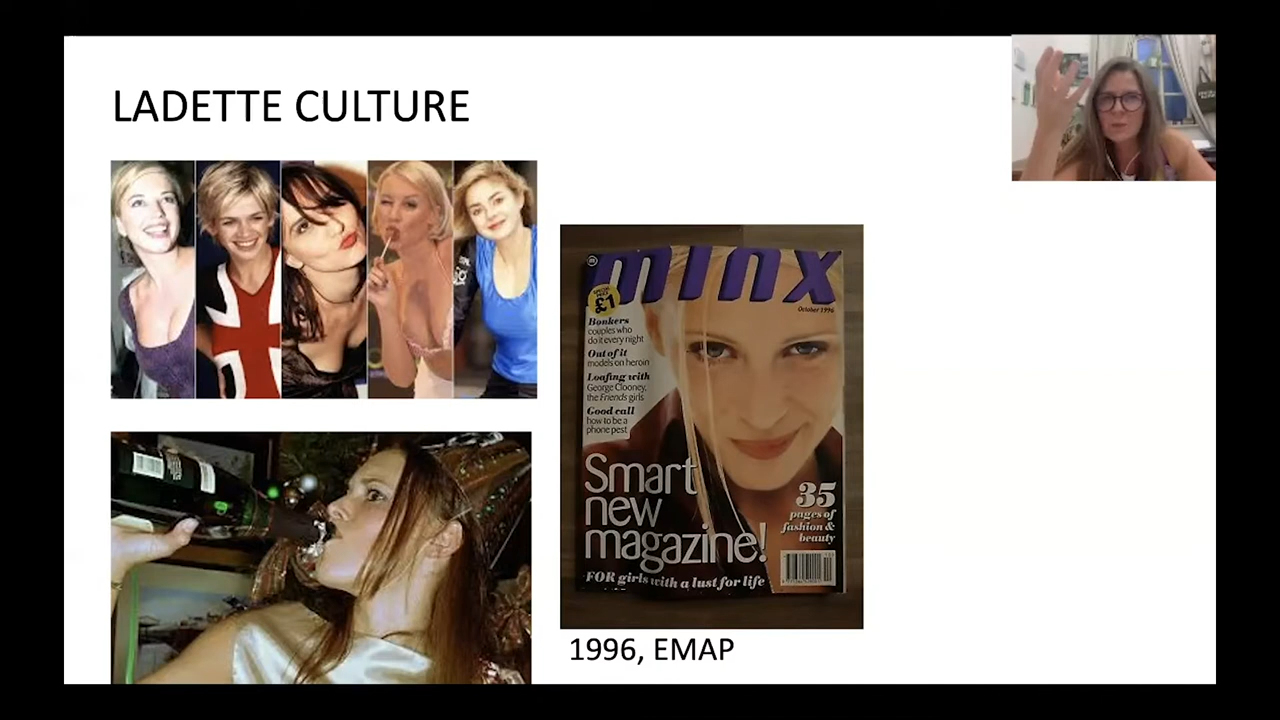 LADETTE CULTURE
minx
October 1996
SPECIAL PRICE
£1
Bonkers
couples who
do it every night
Out of it
models on heroin
Loafing with
George Clooney,
the Friends girls
Good call
how to be a
phone pest
Smart
new
magazine!
35
pages of
fashion &
beauty
FOR girls with a lust for life
1996, EMAP